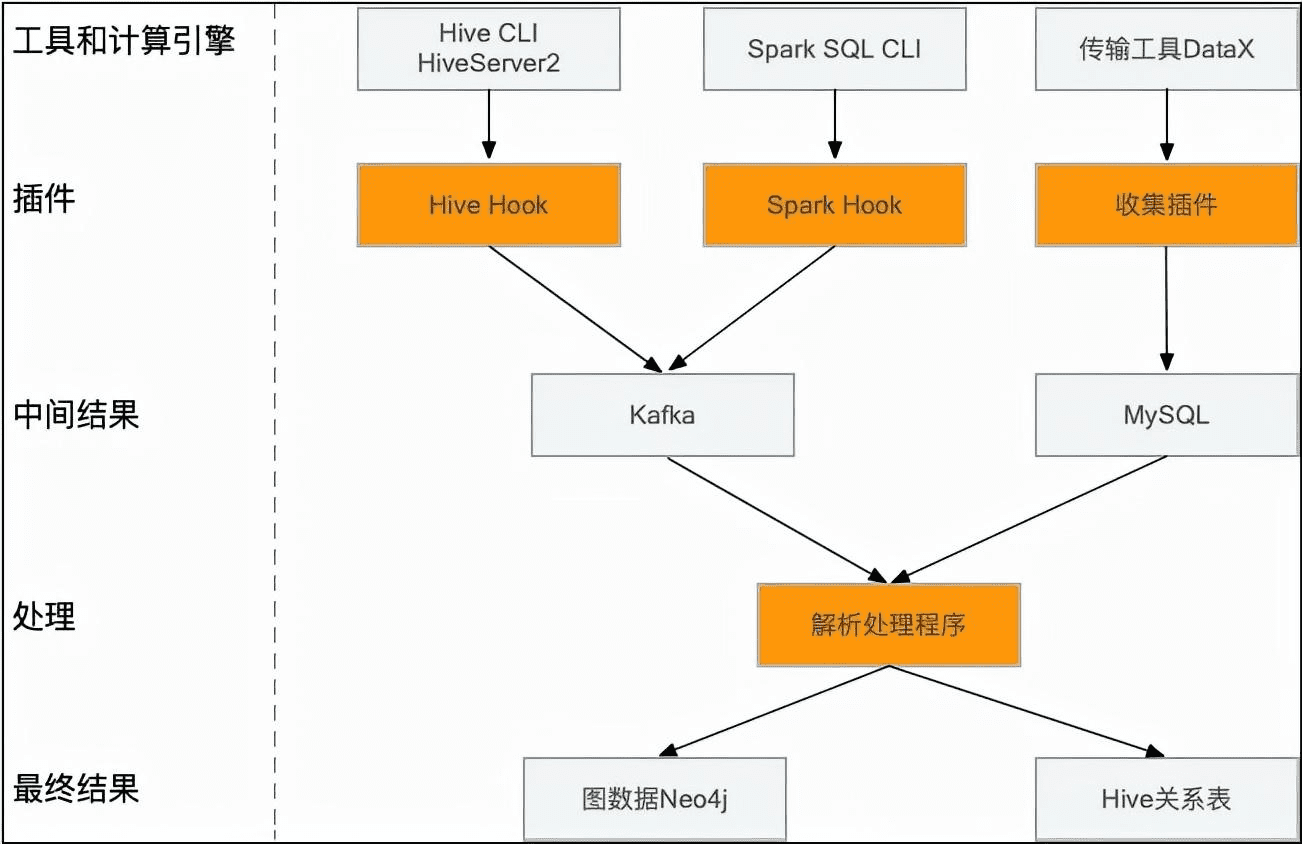 工具和计算引擎
Hive CLI
HiveServer2
Spark SQL CLI
传输工具DataX
插件
Hive Hook
Spark Hook
收集插件
中间结果
Kafka
MySQL
处理
解析处理程序
最终结果
图数据Neo4j
Hive关系表